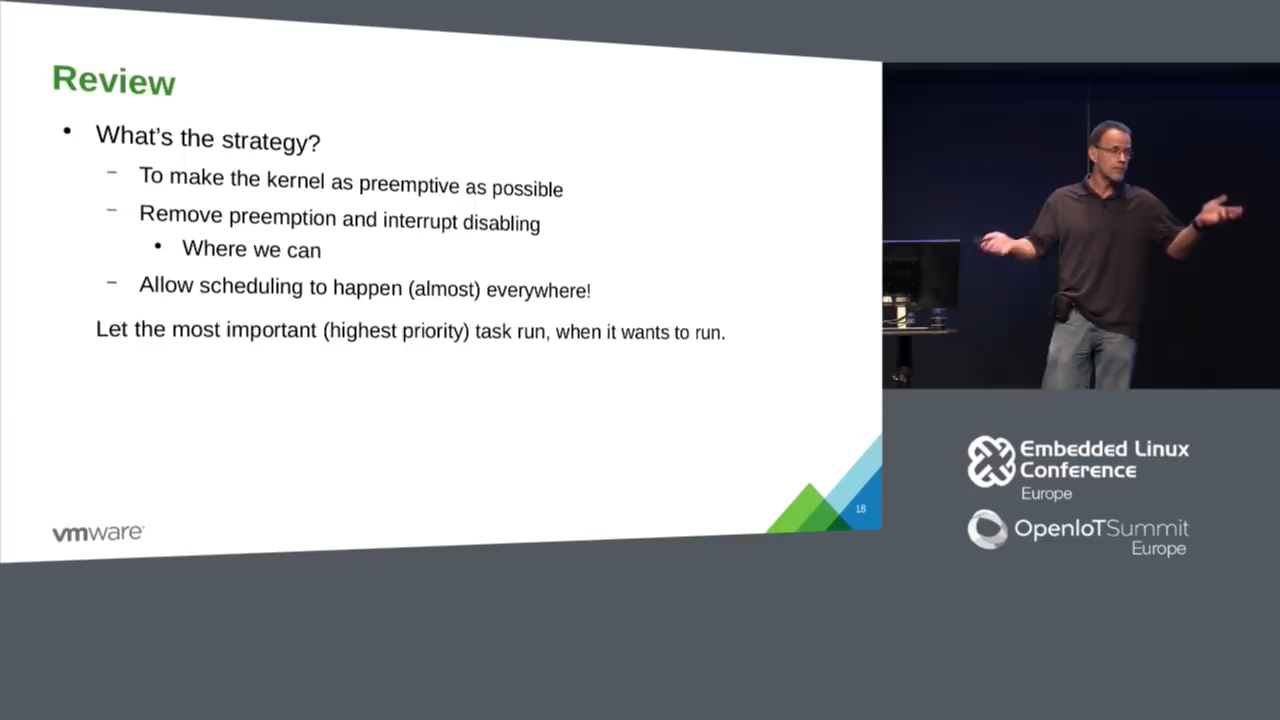 Review
• What's the strategy?
– To make the kernel as preemptive as possible
– Remove preemption and interrupt disabling
• Where we can
– Allow scheduling to happen (almost) everywhere!
Let the most important (highest priority) task run, when it wants to run.
18
vmware
Embedded Linux
Conference
Europe
OpenIoTSummit
Europe